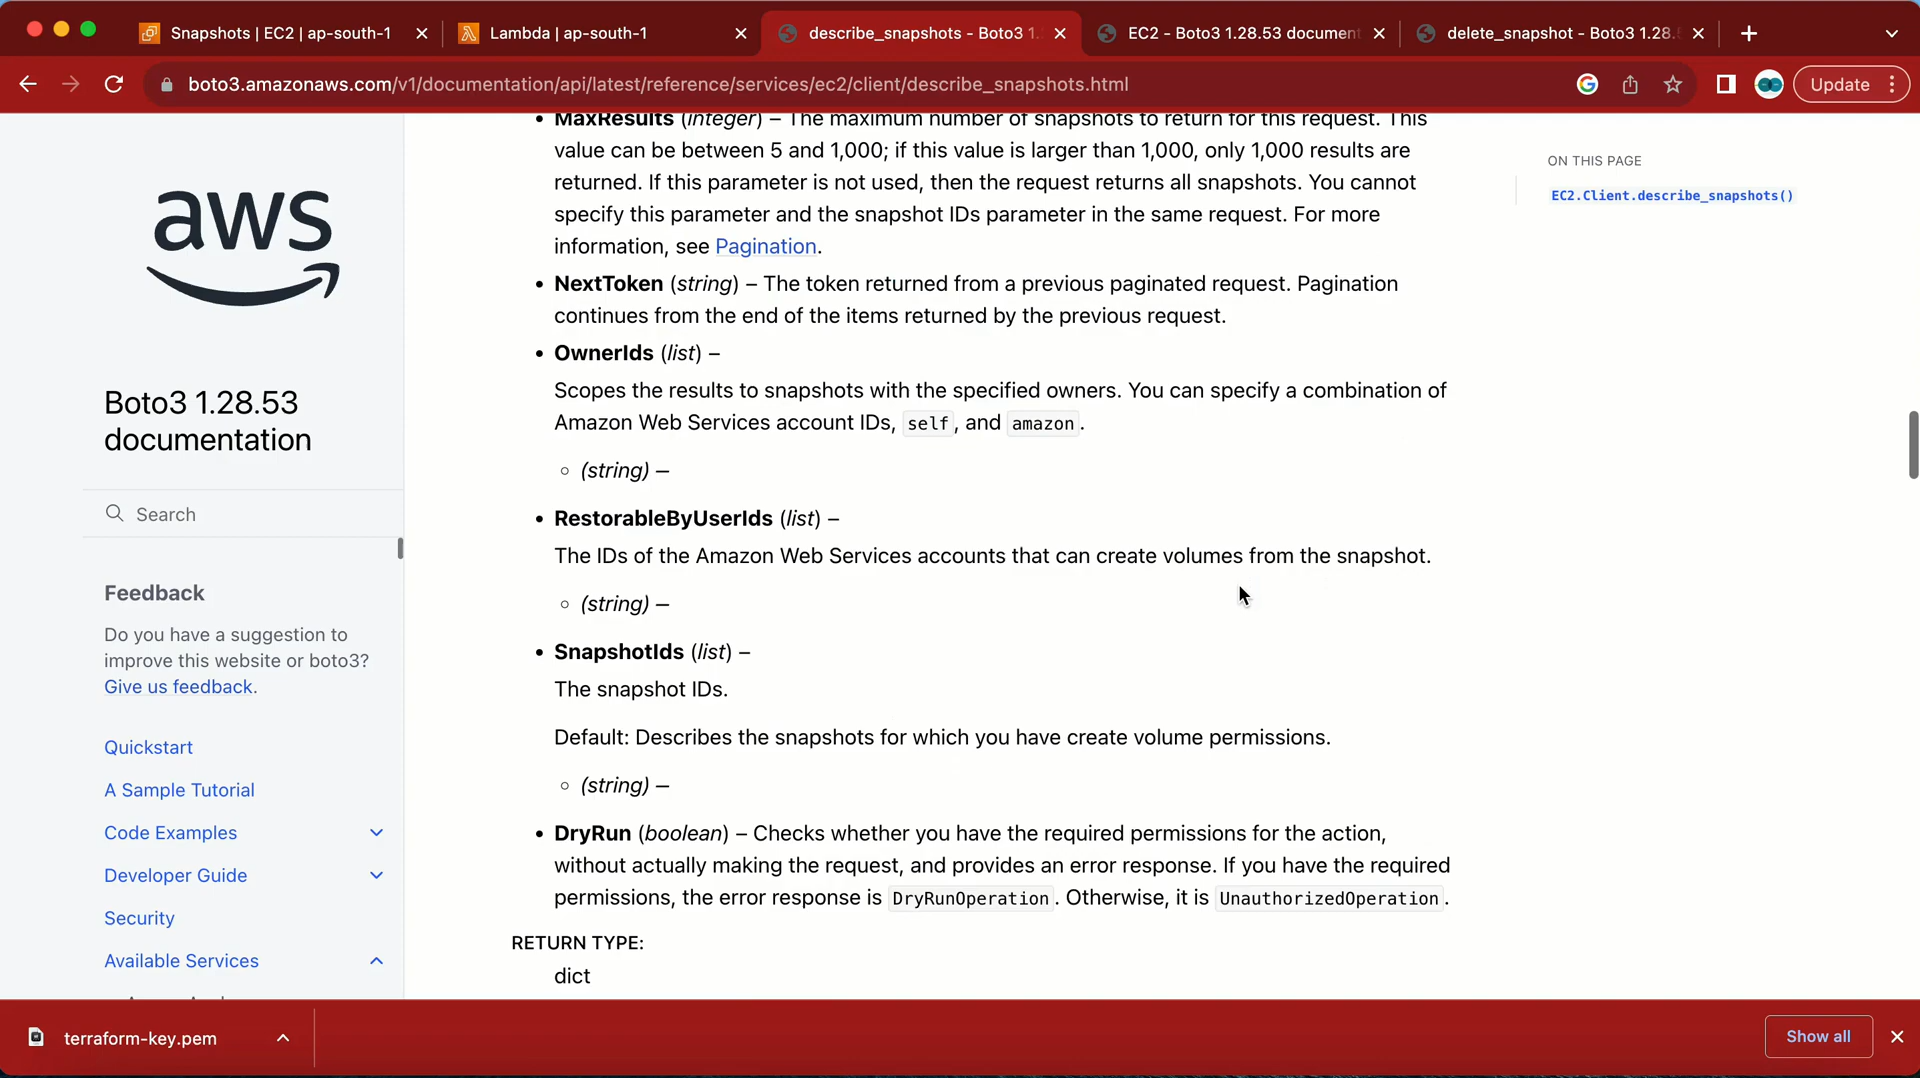 Snapshots | EC2 | ap-south-1
Lambda | ap-south-1
describe_snapshots - Boto3 1.
EC2 - Boto3 1.28.53 document
delete_snapshot - Boto3 1.28.5
boto3.amazonaws.com/v1/documentation/api/latest/reference/services/ec2/client/describe_snapshots.html
Update
aws
Boto3 1.28.53
documentation
Search
Feedback
Do you have a suggestion to
improve this website or boto3?
Give us feedback.
Quickstart
A Sample Tutorial
Code Examples
Developer Guide
Security
Available Services
• MaxResults (integer) – The maximum number of snapshots to return for this request. This
value can be between 5 and 1,000; if this value is larger than 1,000, only 1,000 results are
returned. If this parameter is not used, then the request returns all snapshots. You cannot
specify this parameter and the snapshot IDs parameter in the same request. For more
information, see Pagination.
• NextToken (string) – The token returned from a previous paginated request. Pagination
continues from the end of the items returned by the previous request.
• OwnerIds (list) –
Scopes the results to snapshots with the specified owners. You can specify a combination of
Amazon Web Services account IDs, self, and amazon.
◦ (string) –
• RestorableByUserIds (list) –
The IDs of the Amazon Web Services accounts that can create volumes from the snapshot.
◦ (string) –
• SnapshotIds (list) –
The snapshot IDs.
Default: Describes the snapshots for which you have create volume permissions.
◦ (string) –
• DryRun (boolean) – Checks whether you have the required permissions for the action,
without actually making the request, and provides an error response. If you have the required
permissions, the error response is DryRunOperation. Otherwise, it is UnauthorizedOperation.
RETURN TYPE:
dict
ON THIS PAGE
EC2.Client.describe_snapshots()
terraform-key.pem
Show all